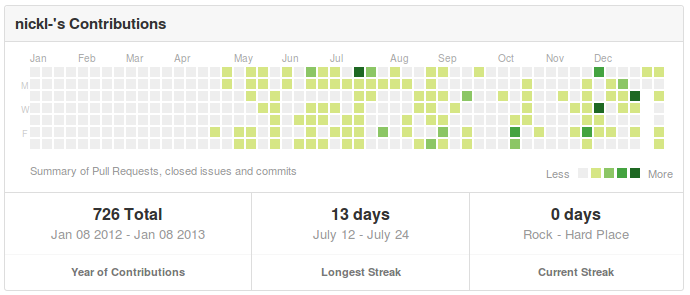 nickl-'s Contributions
Jan Feb Mar Apr May Jun Jul Aug Sep Oct Nov Dec
M
W
F
Summary of Pull Requests, closed issues and commits
Less More
726 Total 13 days 0 days
Jan 08 2012 - Jan 08 2013 July 12 - July 24 Rock - Hard Place
Year of Contributions Longest Streak Current Streak